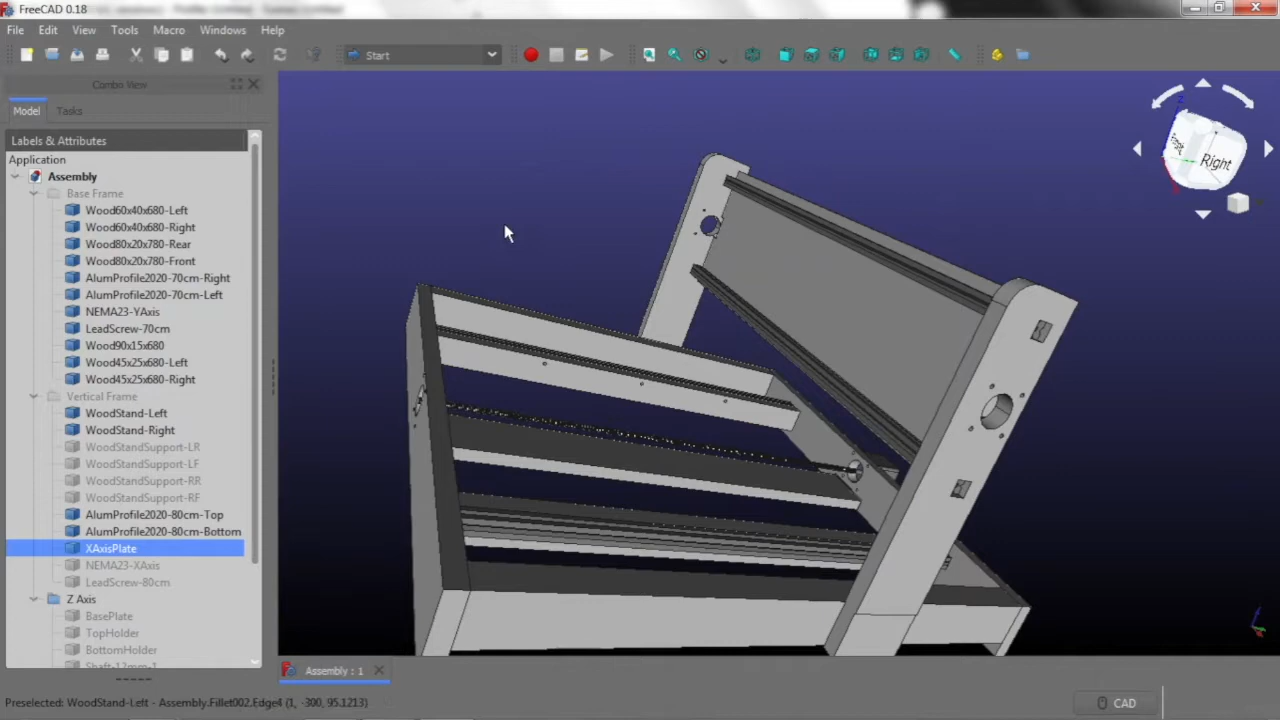 FreeCAD 0.18
File Edit View Tools Macro Windows Help
Start
Combo View
Model Tasks
Labels & Attributes
Application
Assembly
Base Frame
Wood60x40x680-Left
Wood60x40x680-Right
Wood80x20x780-Rear
Wood80x20x780-Front
AlumProfile2020-70cm-Right
AlumProfile2020-70cm-Left
NEMA23-YAxis
LeadScrew-70cm
Wood90x15x680
Wood45x25x680-Left
Wood45x25x680-Right
Vertical Frame
WoodStand-Left
WoodStand-Right
WoodStandSupport-LR
WoodStandSupport-LF
WoodStandSupport-RR
WoodStandSupport-RF
AlumProfile2020-80cm-Top
AlumProfile2020-80cm-Bottom
XAxisPlate
NEMA23-XAxis
LeadScrew-80cm
Z Axis
BasePlate
TopHolder
BottomHolder
Shaft-12mm-1
Right
Z
Assembly : 1
Preselected: WoodStand-Left - Assembly.Fillet002.Edge4 (1, -300, 95.1213)
CAD